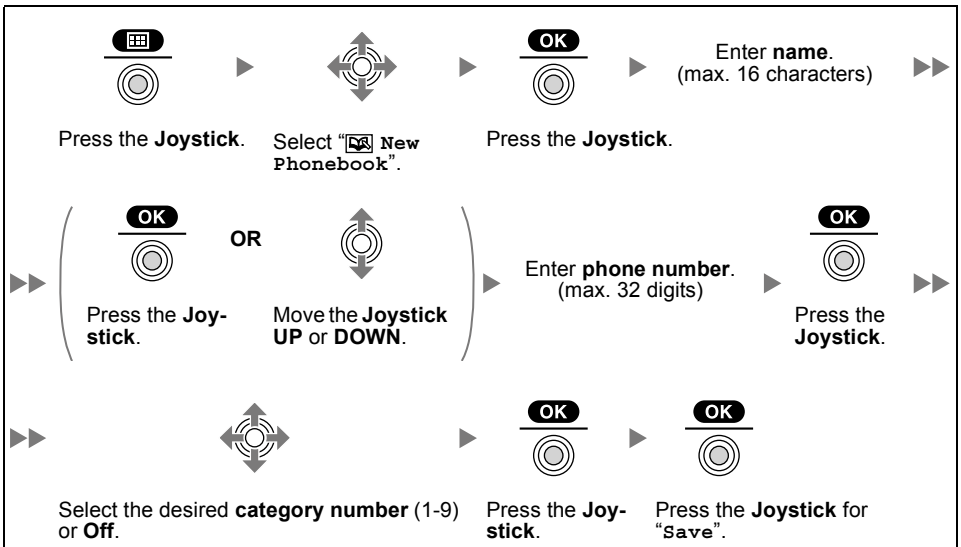 OK
OK
Enter name.
(max. 16 characters)
Press the Joystick.
Select " New
Phonebook".
Press the Joystick.
OK
OR
OK
Enter phone number.
(max. 32 digits)
Press the Joy-
stick.
Move the Joystick
UP or DOWN.
Press the
Joystick.
OK
OK
Select the desired category number (1-9)
or Off.
Press the Joy-
stick.
Press the Joystick for
"Save".